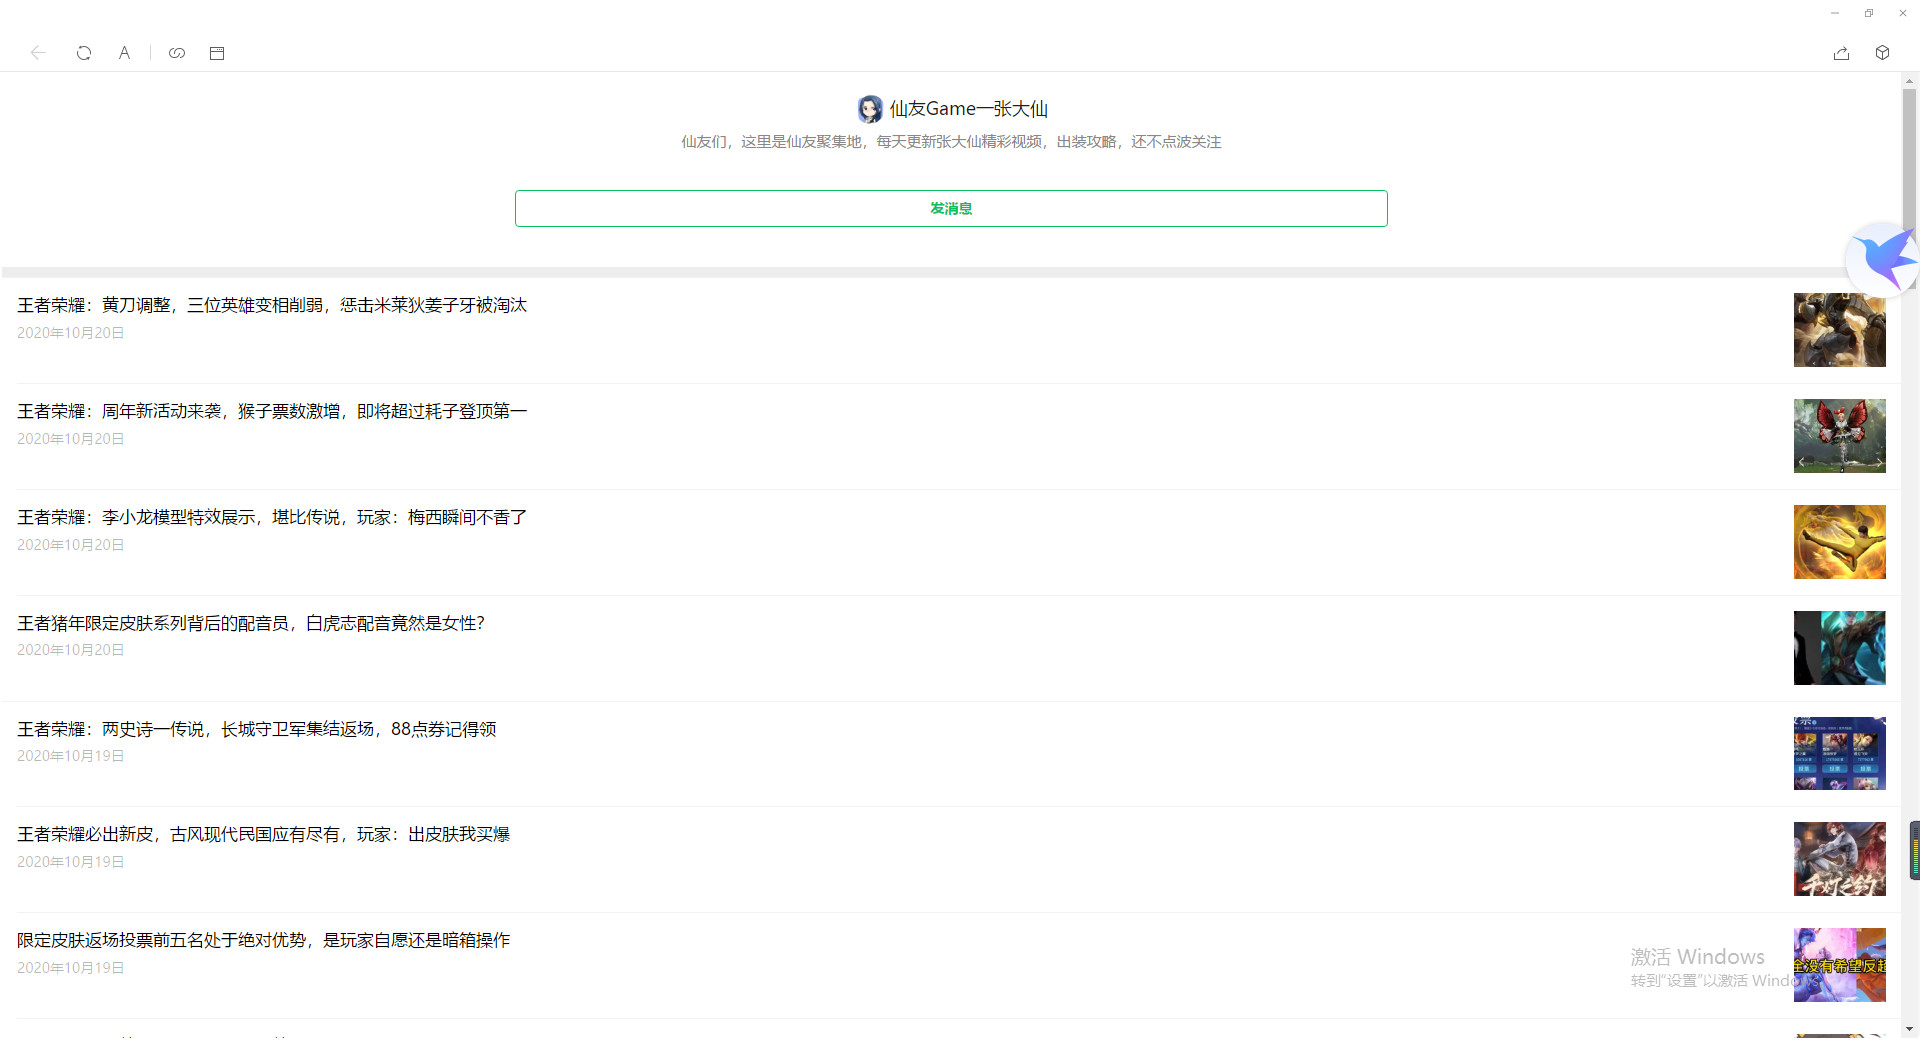 仙友Game一张大仙
仙友们，这里是仙友聚集地，每天更新张大仙精彩视频，出装攻略，还不点波关注
发消息
王者荣耀：黄刀调整，三位英雄变相削弱，惩击米莱狄姜子牙被淘汰
2020年10月20日
王者荣耀：周年新活动来袭，猴子票数激增，即将超过耗子登顶第一
2020年10月20日
王者荣耀：李小龙模型特效展示，堪比传说，玩家：梅西瞬间不香了
2020年10月20日
王者猪年限定皮肤系列背后的配音员，白虎志配音竟然是女性？
2020年10月20日
王者荣耀：两史诗一传说，长城守卫军集结返场，88点券记得领
2020年10月19日
王者荣耀必出新皮，古风现代民国应有尽有，玩家：出皮肤我买爆
2020年10月19日
千灯之约
限定皮肤返场投票前五名处于绝对优势，是玩家自愿还是暗箱操作
2020年10月19日
全没有希望反超
激活 Windows
转到"设置"以激活 Windows